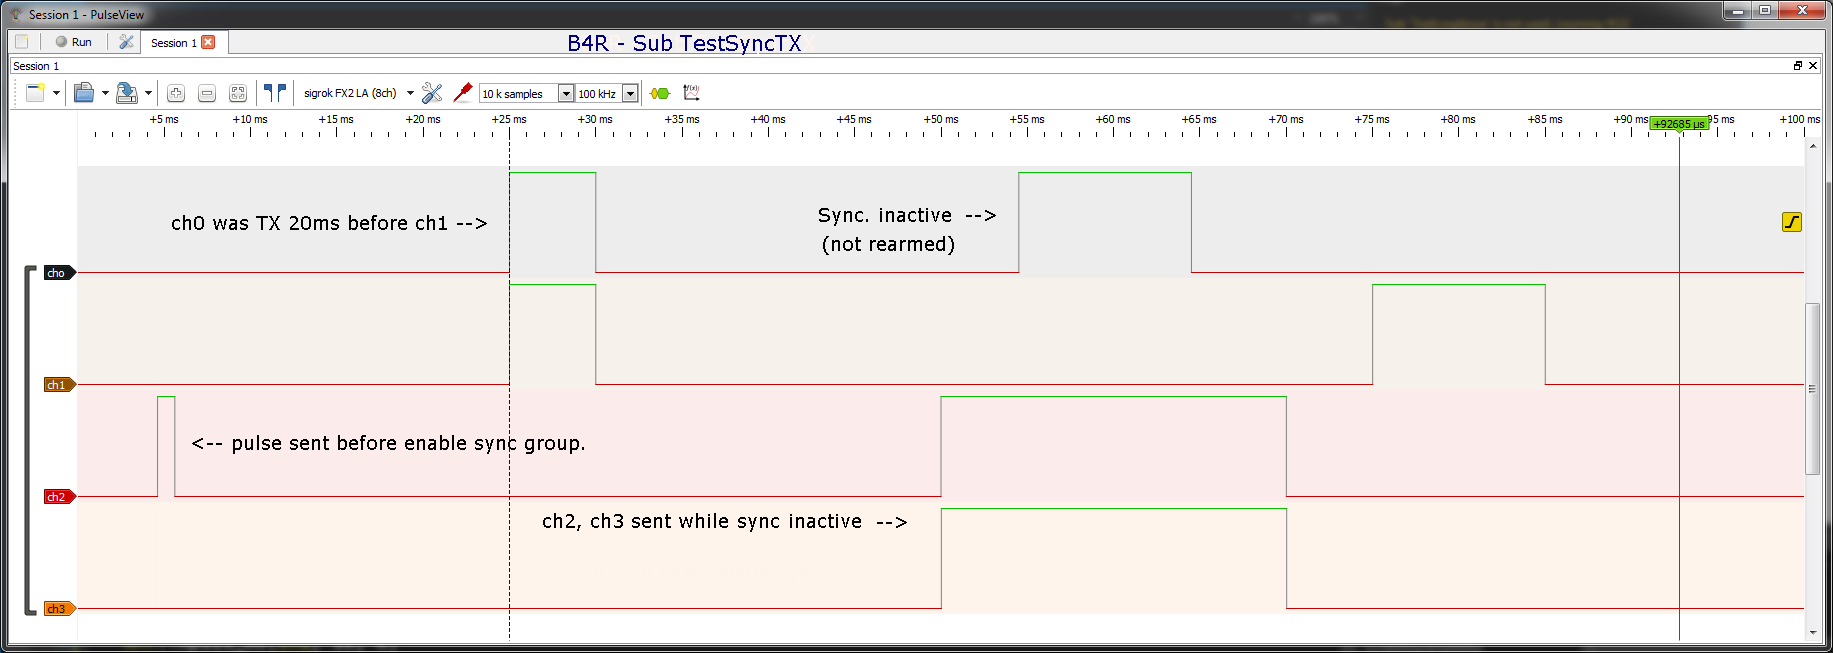 Session 1 - PulseView
Run
Session 1
B4R - Sub TestSyncTX
Session 1
sigrok FX2 LA (8ch)
10 k samples
100 kHz
+5 ms +10 ms +15 ms +20 ms +25 ms +30 ms +35 ms +40 ms +45 ms +50 ms +55 ms +60 ms +65 ms +70 ms +75 ms +80 ms +85 ms +90 ms +95 ms +100 ms
+92685 µs
ch0 was TX 20ms before ch1 -->
Sync. inactive -->
(not rearmed)
cho
ch1
<-- pulse sent before enable sync group.
ch2
ch2, ch3 sent while sync inactive -->
ch3